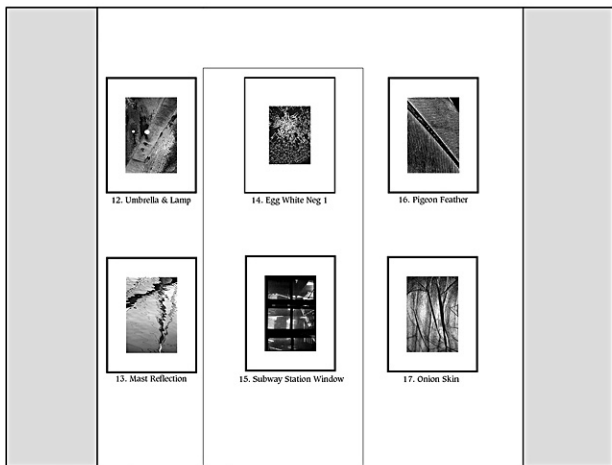 12. Umbrella & Lamp
14. Egg White Neg 1
16. Pigeon Feather
13. Mast Reflection
15. Subway Station Window
17. Onion Skin